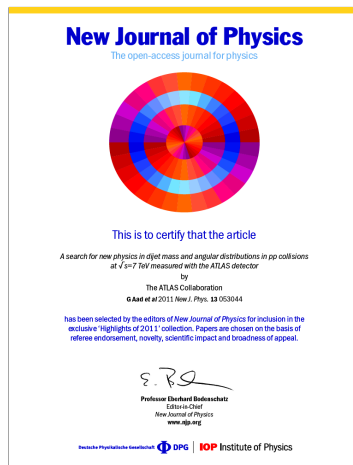 New Journal of Physics
The open-access journal for physics
This is to certify that the article
A search for new physics in dijet mass and angular distributions in pp collisions
at √s=7 TeV measured with the ATLAS detector
by
The ATLAS Collaboration
G Aad et al 2011 New J. Phys. 13 053044
has been selected by the editors of New Journal of Physics for inclusion in the
exclusive ‘Highlights of 2011’ collection. Papers are chosen on the basis of
referee endorsement, novelty, scientific impact and broadness of appeal.
Professor Eberhard Bodenschatz
Editor-in-Chief
New Journal of Physics
www.njp.org
Deutsche Physikalische Gesellschaft DPG | IOP Institute of Physics